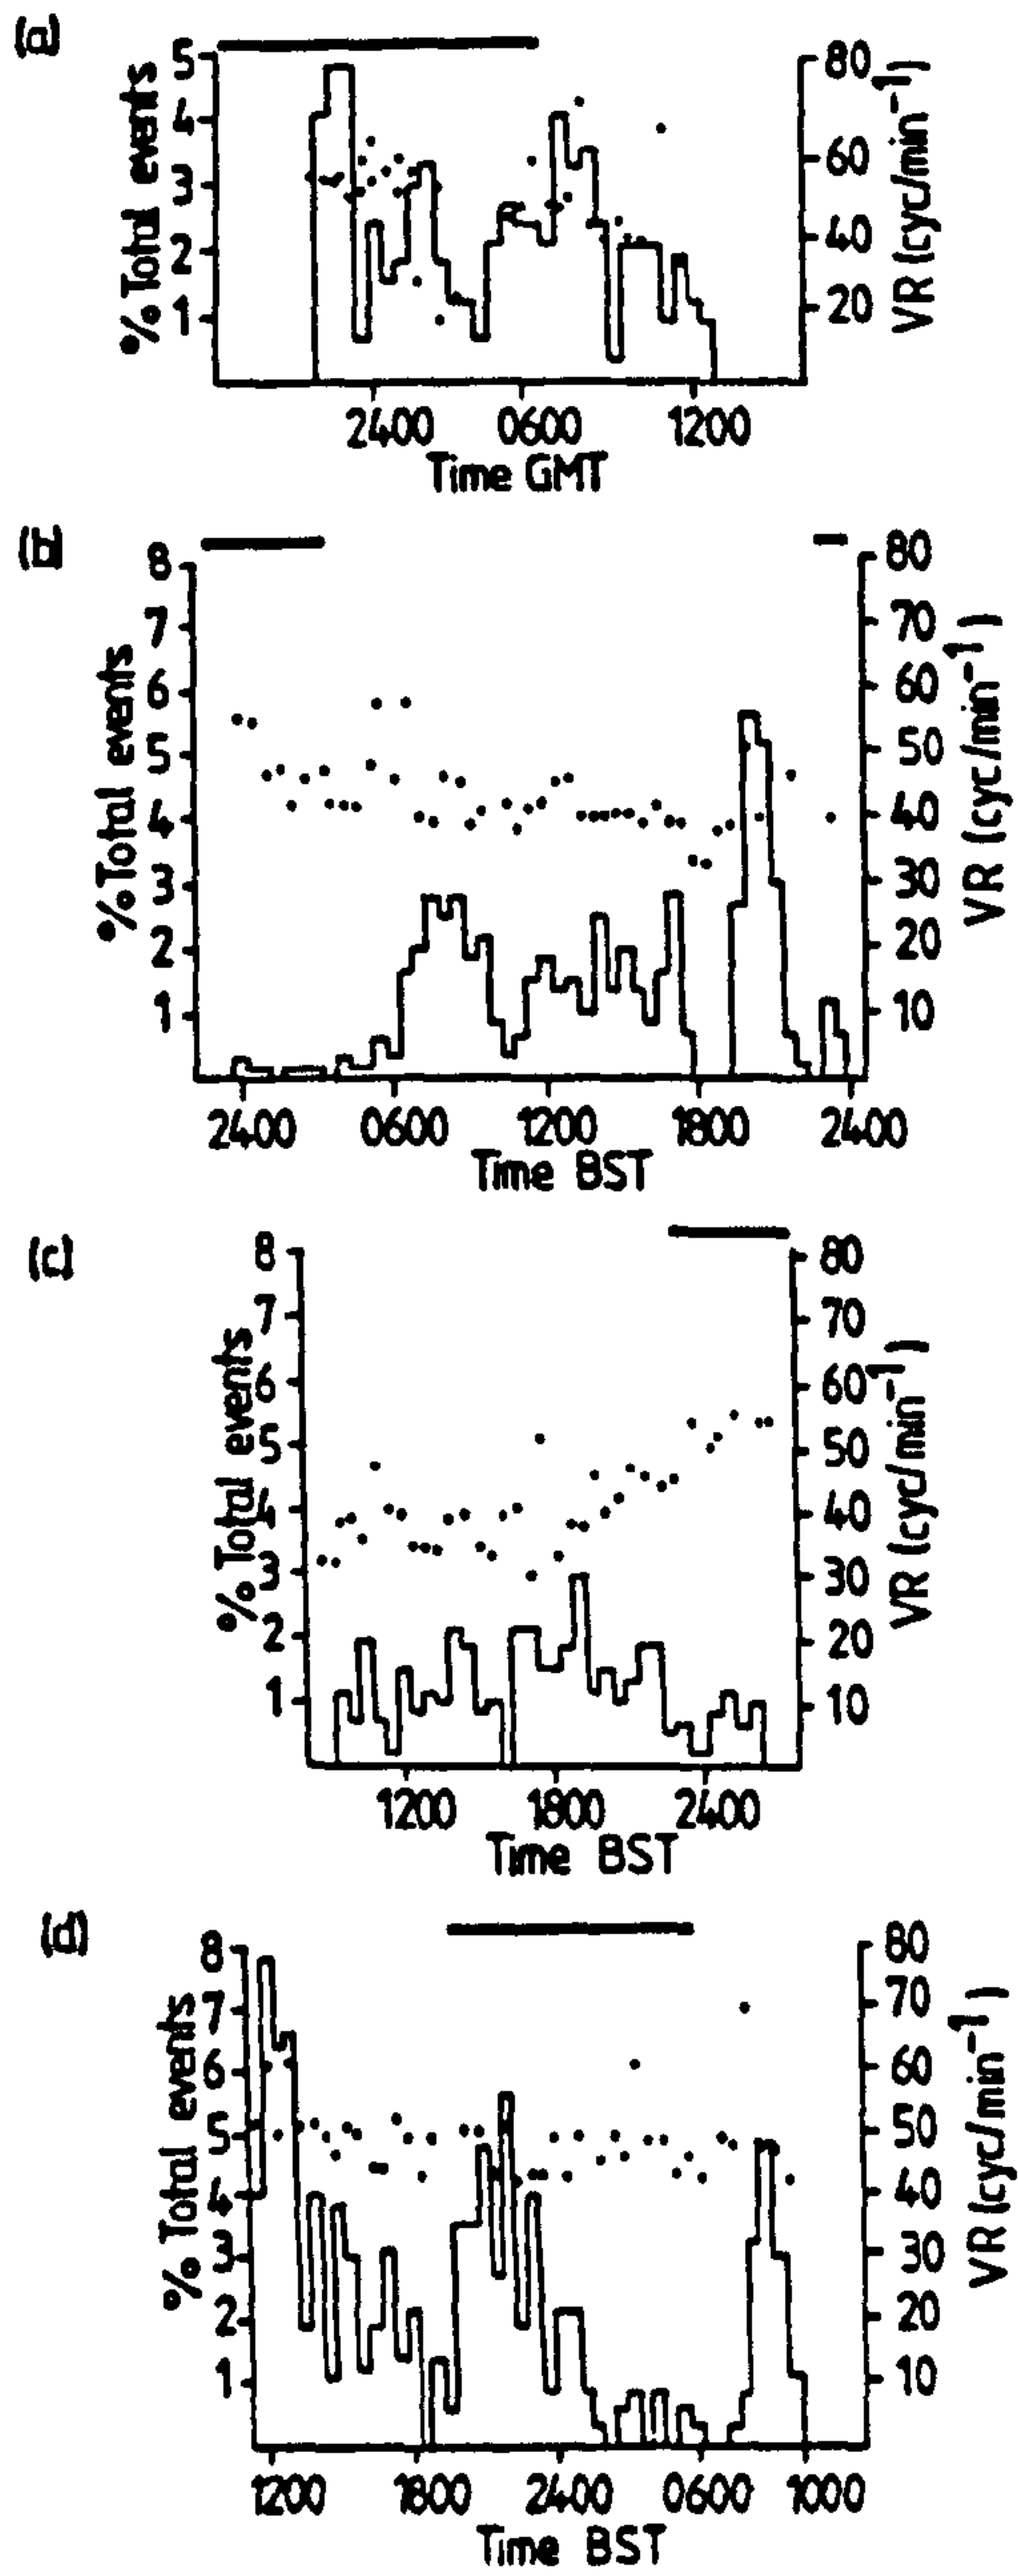 (a)
5
4
3
2
1
% Total events
80
60
40
20
VR (cyc/min⁻¹)
2400 0600 1200
Time GMT
(b)
8
7
6
5
4
3
2
1
% Total events
80
70
60
50
40
30
20
10
VR (cyc/min⁻¹)
2400 0600 1200 1800 2400
Time BST
(c)
8
7
6
5
4
3
2
1
% Total events
80
70
60
50
40
30
20
10
VR (cyc/min⁻¹)
1200 1800 2400
Time BST
(d)
8
7
6
5
4
3
2
1
% Total events
80
70
60
50
40
30
20
10
VR (cyc/min⁻¹)
1200 1800 2400 0600 1000
Time BST